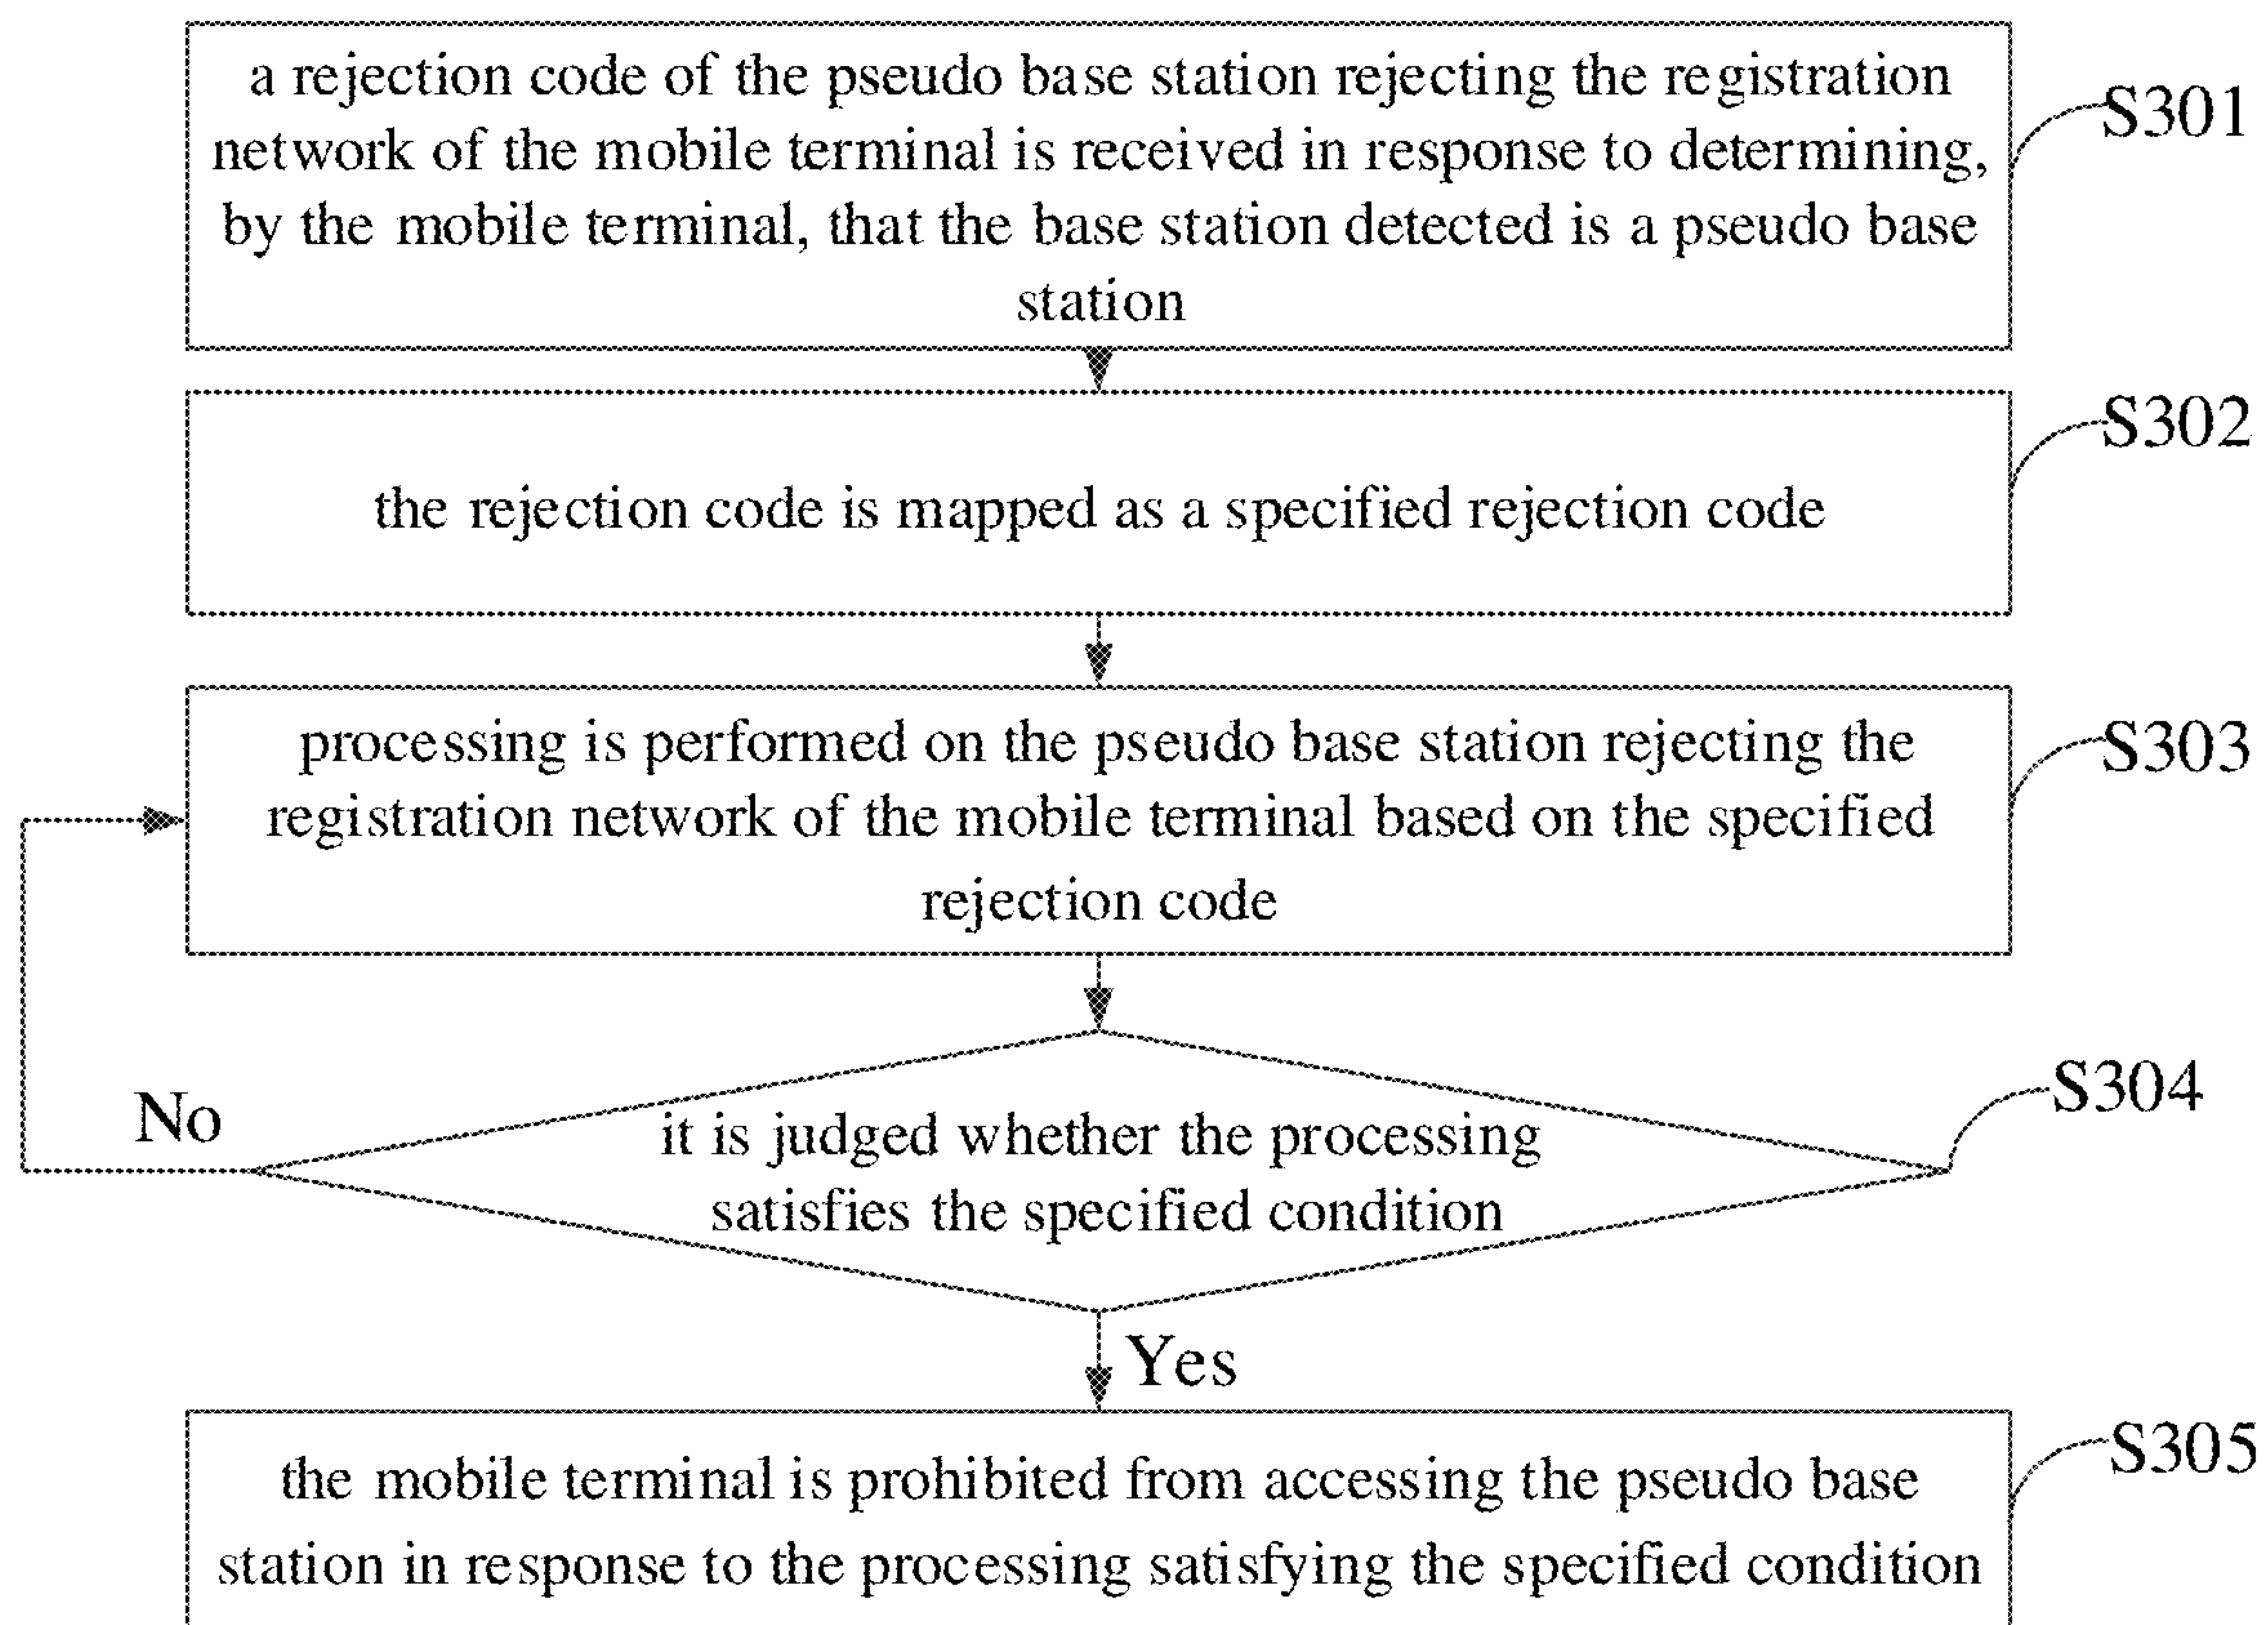 a rejection code of the pseudo base station rejecting the registration
network of the mobile terminal is received in response to determining,
by the mobile terminal, that the base station detected is a pseudo base
station
S301
the rejection code is mapped as a specified rejection code
S302
processing is performed on the pseudo base station rejecting the
registration network of the mobile terminal based on the specified
rejection code
S303
it is judged whether the processing
satisfies the specified condition
S304
No
Yes
the mobile terminal is prohibited from accessing the pseudo base
station in response to the processing satisfying the specified condition
S305